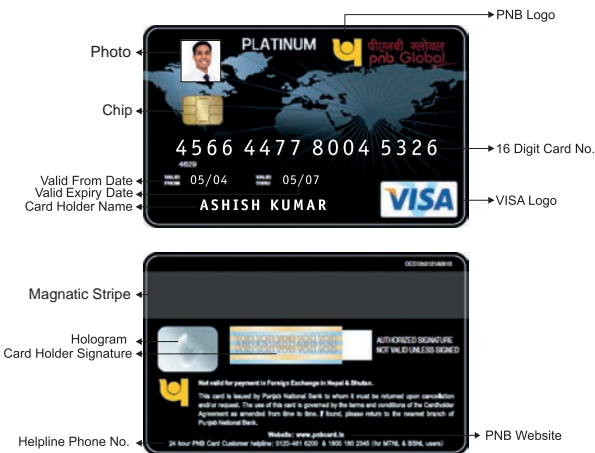 PNB Logo
PLATINUM
पीएनबी ग्लोबल
pnb Global
Photo
Chip
4566 4477 8004 5326
16 Digit Card No.
4629
Valid From Date
VALID FROM 05/04 VALID THRU 05/07
Valid Expiry Date
Card Holder Name
ASHISH KUMAR
VISA
VISA Logo
Magnatic Stripe
Hologram
Card Holder Signature
AUTHORIZED SIGNATURE
NOT VALID UNLESS SIGNED
Not valid for payment in Foreign Exchange in Nepal & Bhutan.
This card is issued by Punjab National Bank to whom it must be returned upon cancellation
and/or request. The use of this card is governed by the terms and conditions of the Cardholder
Agreement as amended from time to time. If found, please return to the nearest branch of
Punjab National Bank.
Website: www.pnbcard.in
PNB Website
Helpline Phone No.
24 hour PNB Card Customer helpline: 0120-461 6200 & 1800 180 2345 (for MTNL & BSNL users)